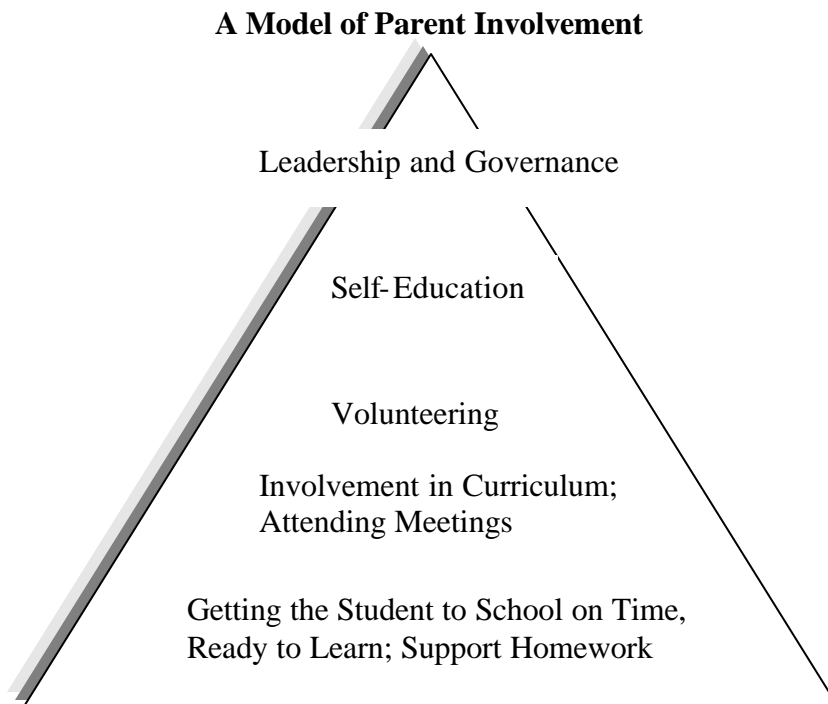 A Model of Parent Involvement
Leadership and Governance
Self-Education
Volunteering
Involvement in Curriculum;
Attending Meetings
Getting the Student to School on Time,
Ready to Learn; Support Homework